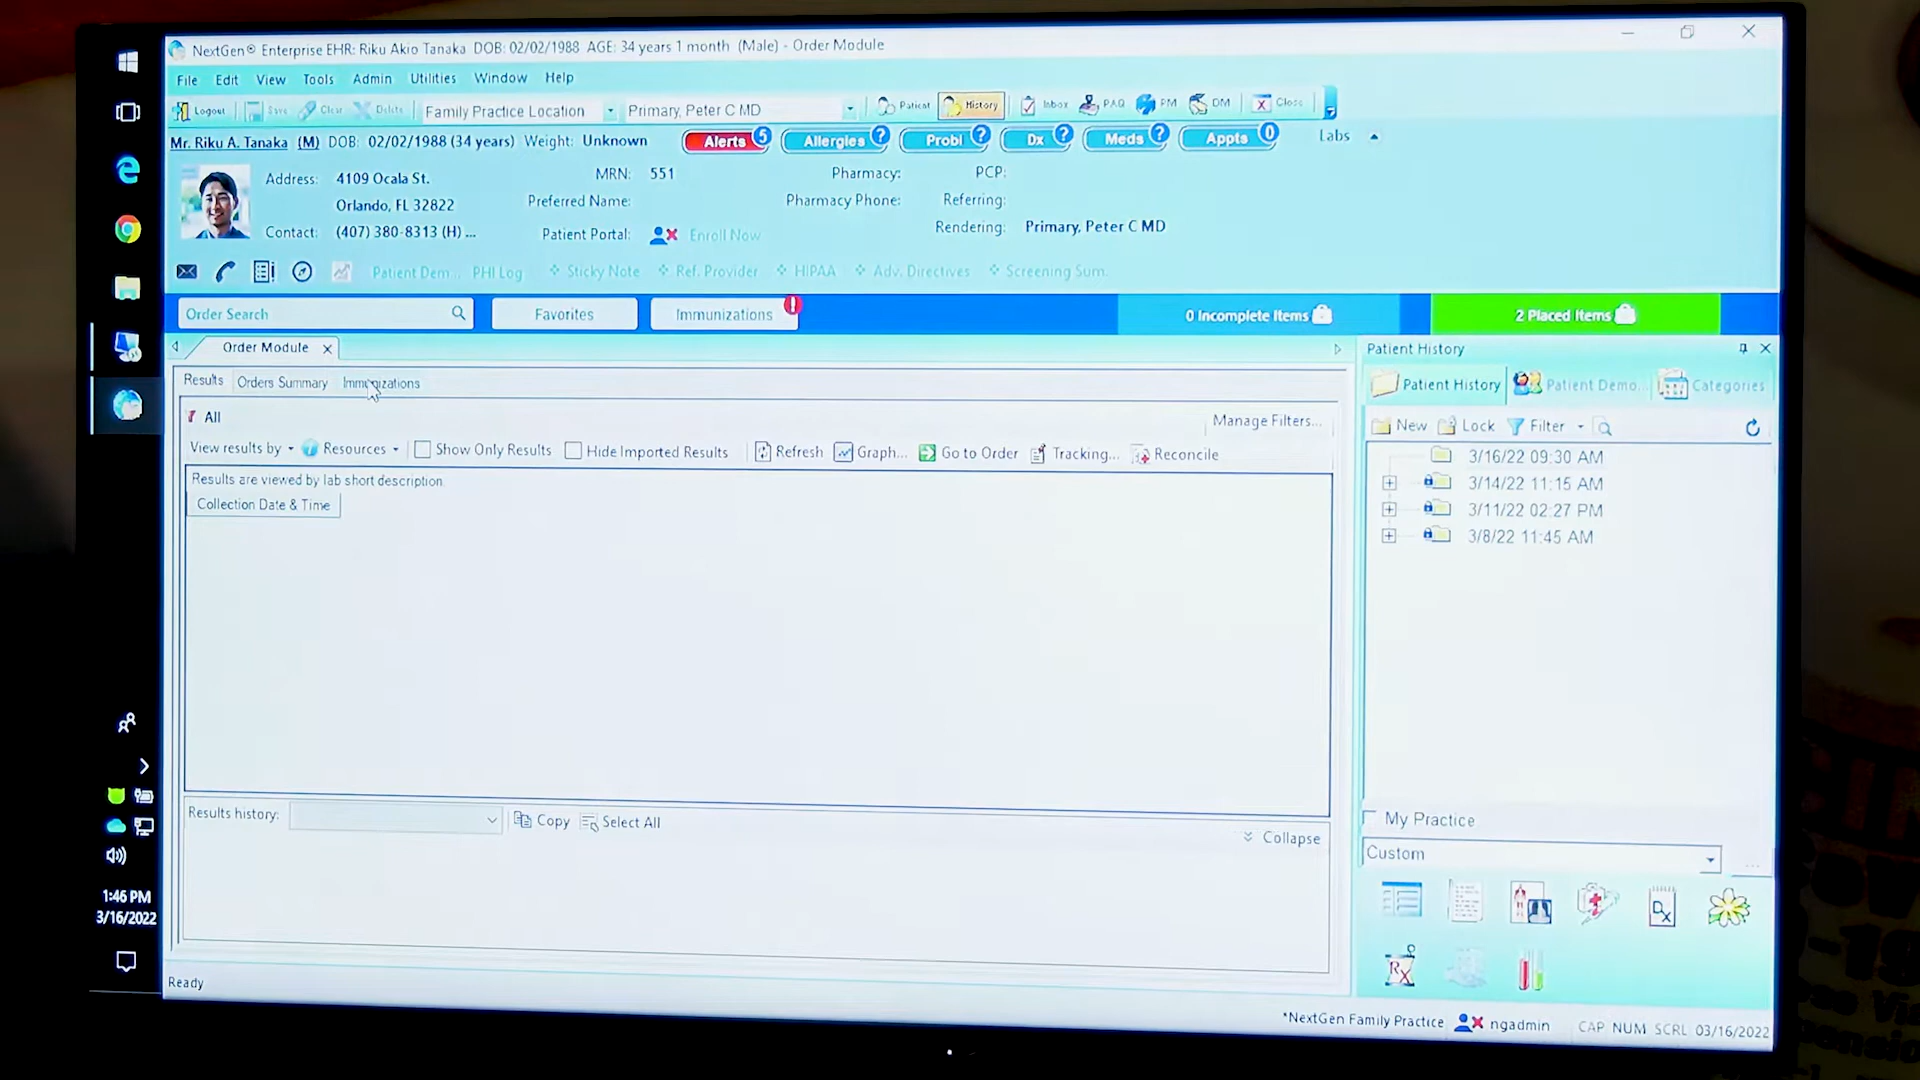 NextGen® Enterprise EHR: Riku Akio Tanaka DOB: 02/02/1988 AGE: 34 years 1 month (Male) - Order Module
File Edit View Tools Admin Utilities Window Help
Logout Save Clear Delete Family Practice Location Primary, Peter C MD Patient History Inbox PAQ PM DM Close
Mr. Riku A. Tanaka (M) DOB: 02/02/1988 (34 years) Weight: Unknown Alerts 5 Allergies ? Probl ? Dx ? Meds ? Appts 0 Labs
Address: 4109 Ocala St. MRN: 551 Pharmacy: PCP:
Orlando, FL 32822 Preferred Name: Pharmacy Phone: Referring:
Contact: (407) 380-8313 (H) ... Patient Portal: Enroll Now Rendering: Primary, Peter C MD
Patient Dem... PHI Log Sticky Note Ref. Provider HIPAA Adv. Directives Screening Sum.
Order Search Favorites Immunizations ! 0 Incomplete Items 2 Placed Items
Order Module Patient History
Results Orders Summary Immunizations Patient History Patient Demo... Categories
All Manage Filters... New Lock Filter
View results by Resources Show Only Results Hide Imported Results Refresh Graph... Go to Order Tracking... Reconcile
Results are viewed by lab short description.
Collection Date & Time
3/16/22 09:30 AM
3/14/22 11:15 AM
3/11/22 02:27 PM
3/8/22 11:45 AM
Results history: Copy Select All Collapse
My Practice
Custom
...
Rx
1:46 PM
3/16/2022
Ready
*NextGen Family Practice ngadmin CAP NUM SCRL 03/16/2022